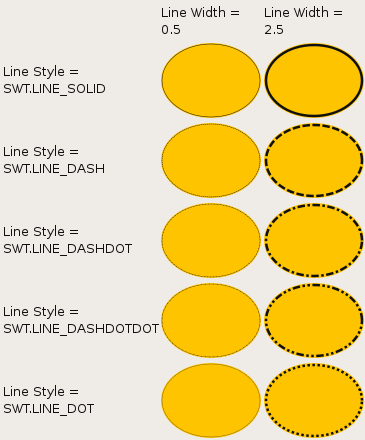 Line Width =
0.5
Line Width =
2.5
Line Style =
SWT.LINE_SOLID
Line Style =
SWT.LINE_DASH
Line Style =
SWT.LINE_DASHDOT
Line Style =
SWT.LINE_DASHDOTDOT
Line Style =
SWT.LINE_DOT